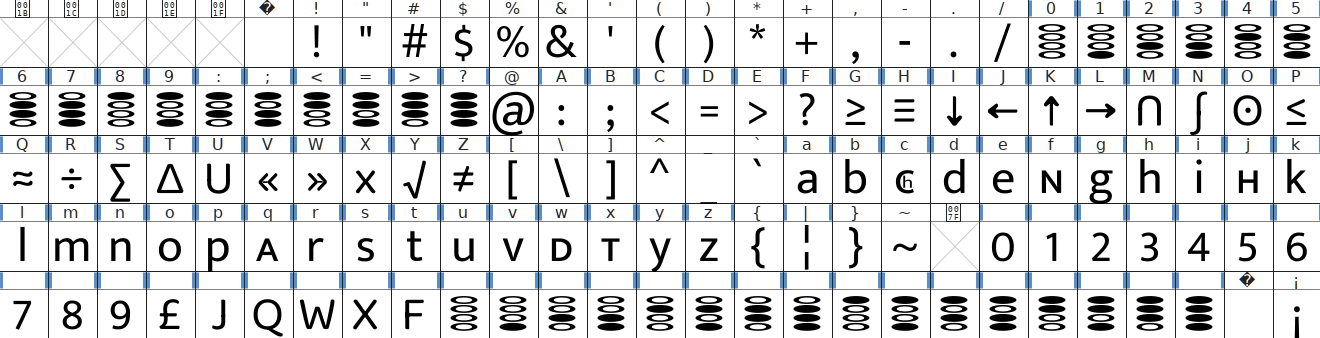 001B 001C 001D 001E 001F � ! " # $ % & ' ( ) * + , - . / 0 1 2 3 4 5
! " # $ % & ' ( ) * + , - . /
6 7 8 9 : ; < = > ? @ A B C D E F G H I J K L M N O P
@ : ; < = > ? ≥ ≡ ↓ ← ↑ → ∩ ∫ ʘ ≤
Q R S T U V W X Y Z [ \ ] ^ _ ` a b c d e f g h i j k
≈ ÷ ∑ ∆ U « » x √ ≠ [ \ ] ^ _ ` a b d e ɴ g h i ʜ k
l m n o p q r s t u v w x y z { | } ~ 007F
l m n o p ᴀ r s t u v ᴅ ᴛ y z { ¦ } ~ 0 1 2 3 4 5 6
� ¡
7 8 9 £ J Q W X F ¡